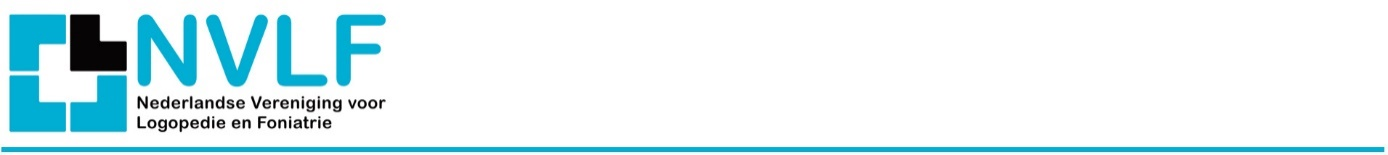 NVLF
Nederlandse Vereniging voor
Logopedie en Foniatrie